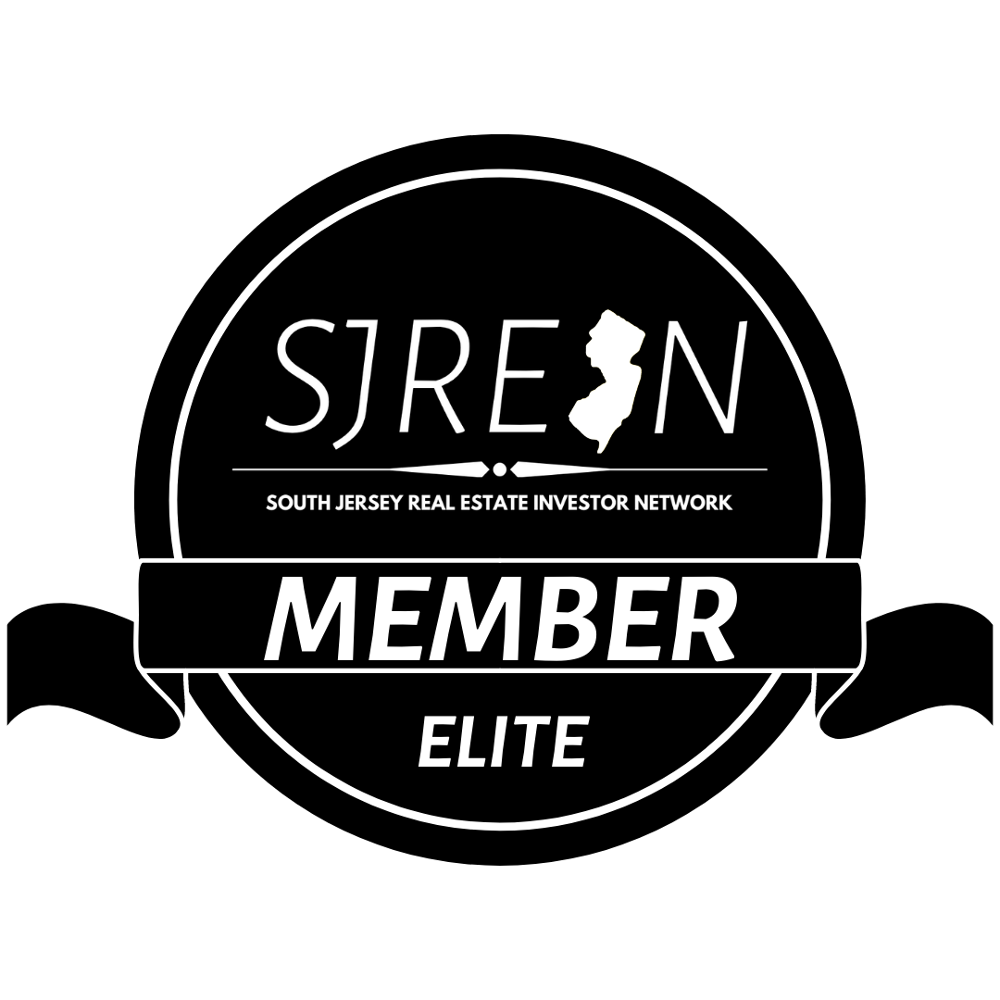 SJREIN
SOUTH JERSEY REAL ESTATE INVESTOR NETWORK
MEMBER
ELITE